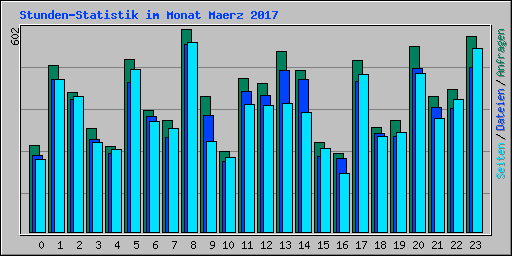 Stunden-Statistik im Monat Maerz 2017
602
Seiten / Dateien / Anfragen
0 1 2 3 4 5 6 7 8 9 10 11 12 13 14 15 16 17 18 19 20 21 22 23